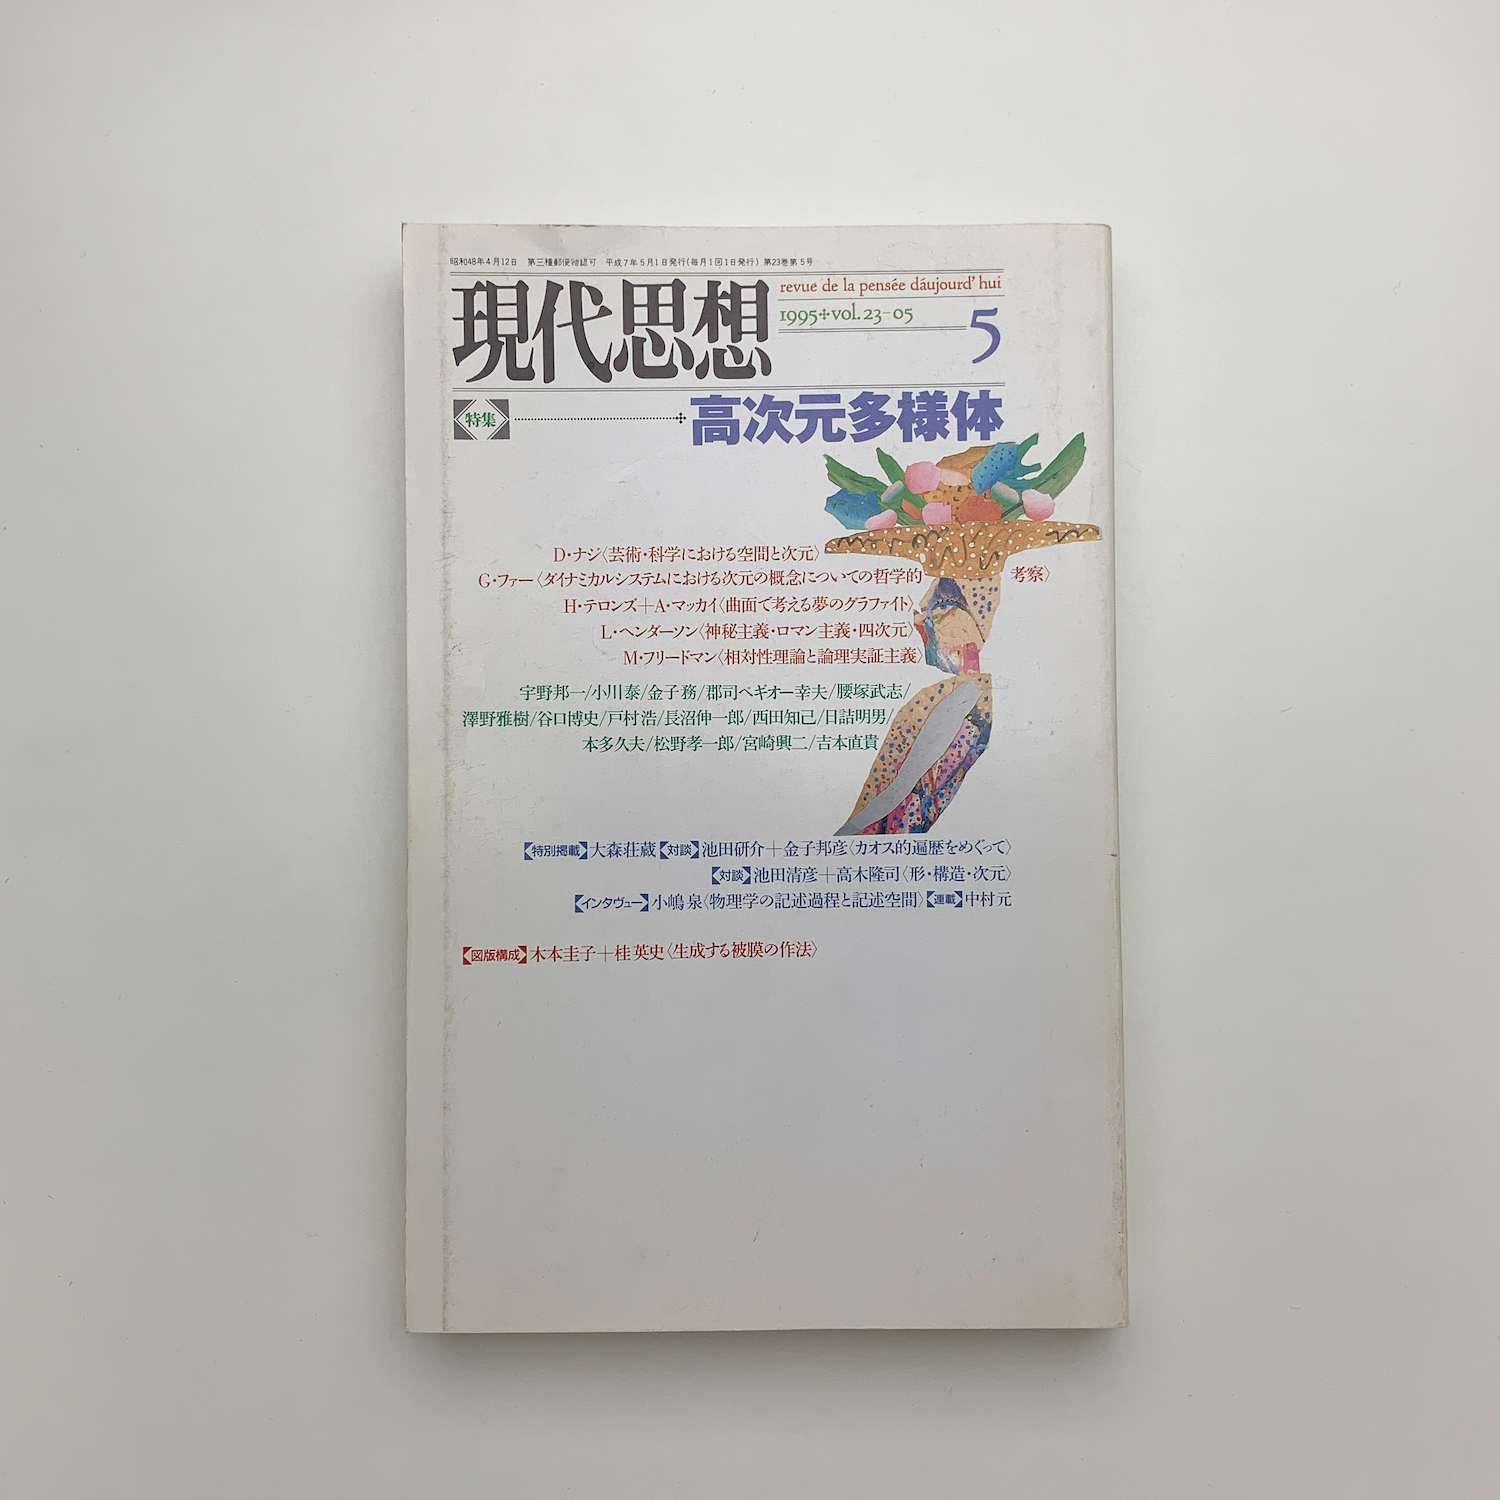 昭和48年4月12日 第三種郵便物認可 平成7年5月1日発行(毎月1回1日発行) 第23巻第5号
現代思想
revue de la pensée dáujourd' hui
1995 vol.23-05
5
特集
高次元多様体
D・ナジ〈芸術・科学における空間と次元〉
G・ファー〈ダイナミカルシステムにおける次元の概念についての哲学的考察〉
H・テロンズ＋A・マッカイ〈曲面で考える夢のグラファイト〉
L・ヘンダーソン〈神秘主義・ロマン主義・四次元〉
M・フリードマン〈相対性理論と論理実証主義〉
宇野邦一/小川泰/金子務/郡司ペギオー幸夫/腰塚武志/
澤野雅樹/谷口博史/戸村浩/長沼伸一郎/西田知己/日詰明男/
本多久夫/松野孝一郎/宮崎興二/吉本直貴
【特別掲載】大森荘蔵【対談】池田研介＋金子邦彦〈カオス的遍歴をめぐって〉
【対談】池田清彦＋高木隆司〈形・構造・次元〉
【インタヴュー】小嶋泉〈物理学の記述過程と記述空間〉【連載】中村元
【図版構成】木本圭子＋桂英史〈生成する被膜の作法〉